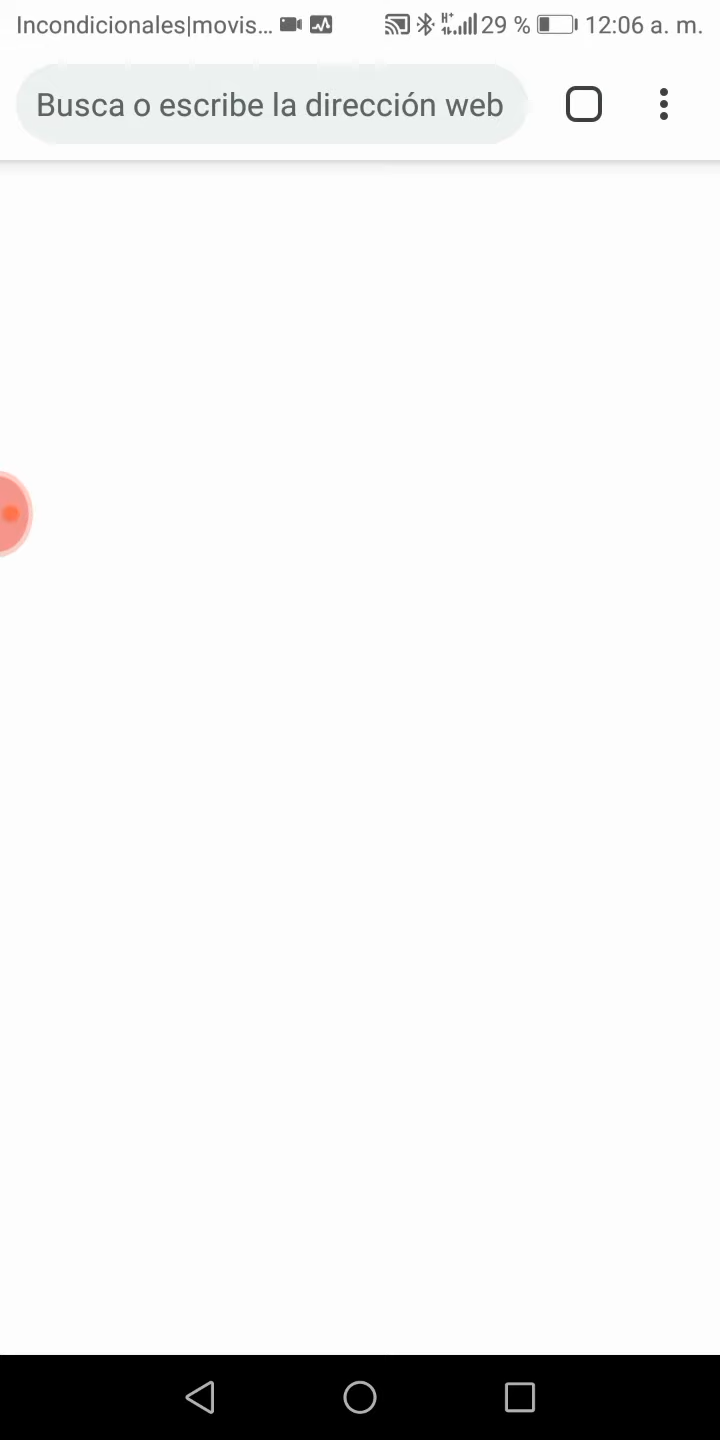 Incondicionales|movis... H+ 29 % 12:06 a. m.
Busca o escribe la dirección web